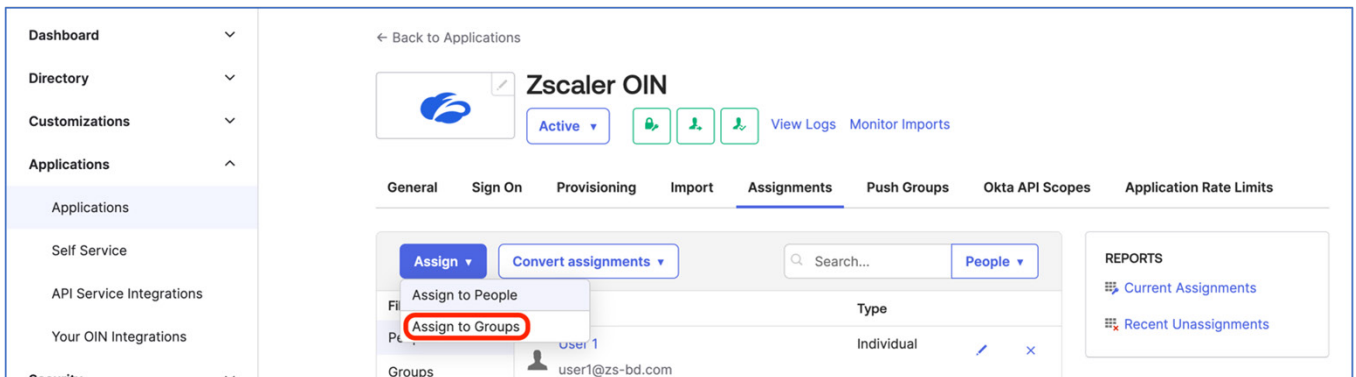 Dashboard
Directory
Customizations
Applications
Applications
Self Service
API Service Integrations
Your OIN Integrations
← Back to Applications
Zscaler OIN
Active ▾
View Logs Monitor Imports
General Sign On Provisioning Import Assignments Push Groups Okta API Scopes Application Rate Limits
Assign ▾ Convert assignments ▾ Search... People ▾
Assign to People
Assign to Groups
Type
User 1 Individual
user1@zs-bd.com
Groups
REPORTS
Current Assignments
Recent Unassignments